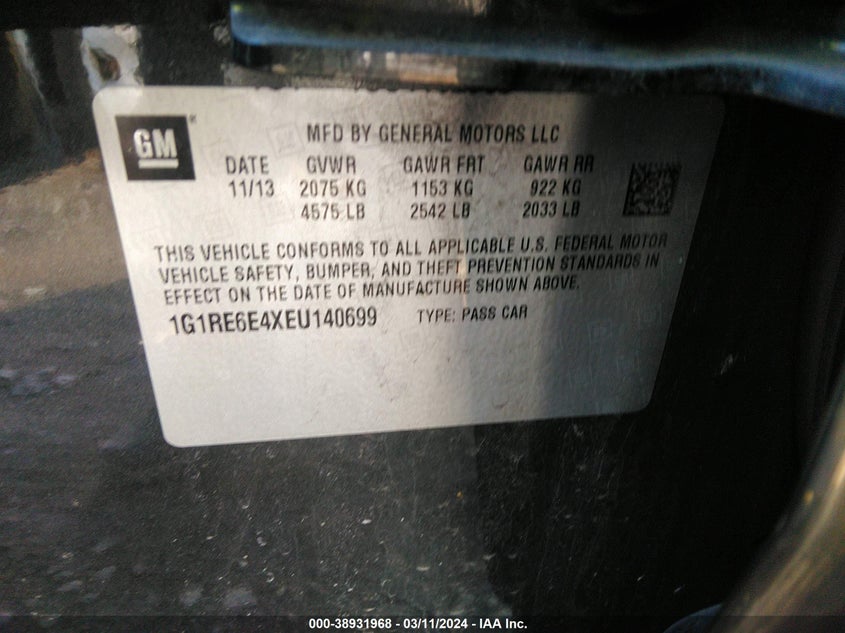 GM
MFD BY GENERAL MOTORS LLC
DATE GVWR GAWR FRT GAWR RR
11/13 2075 KG 1153 KG 922 KG
4575 LB 2542 LB 2033 LB
THIS VEHICLE CONFORMS TO ALL APPLICABLE U.S. FEDERAL MOTOR
VEHICLE SAFETY, BUMPER, AND THEFT PREVENTION STANDARDS IN
EFFECT ON THE DATE OF MANUFACTURE SHOWN ABOVE.
1G1RE6E4XEU140699 TYPE: PASS CAR
000-38931968 - 03/11/2024 - IAA Inc.